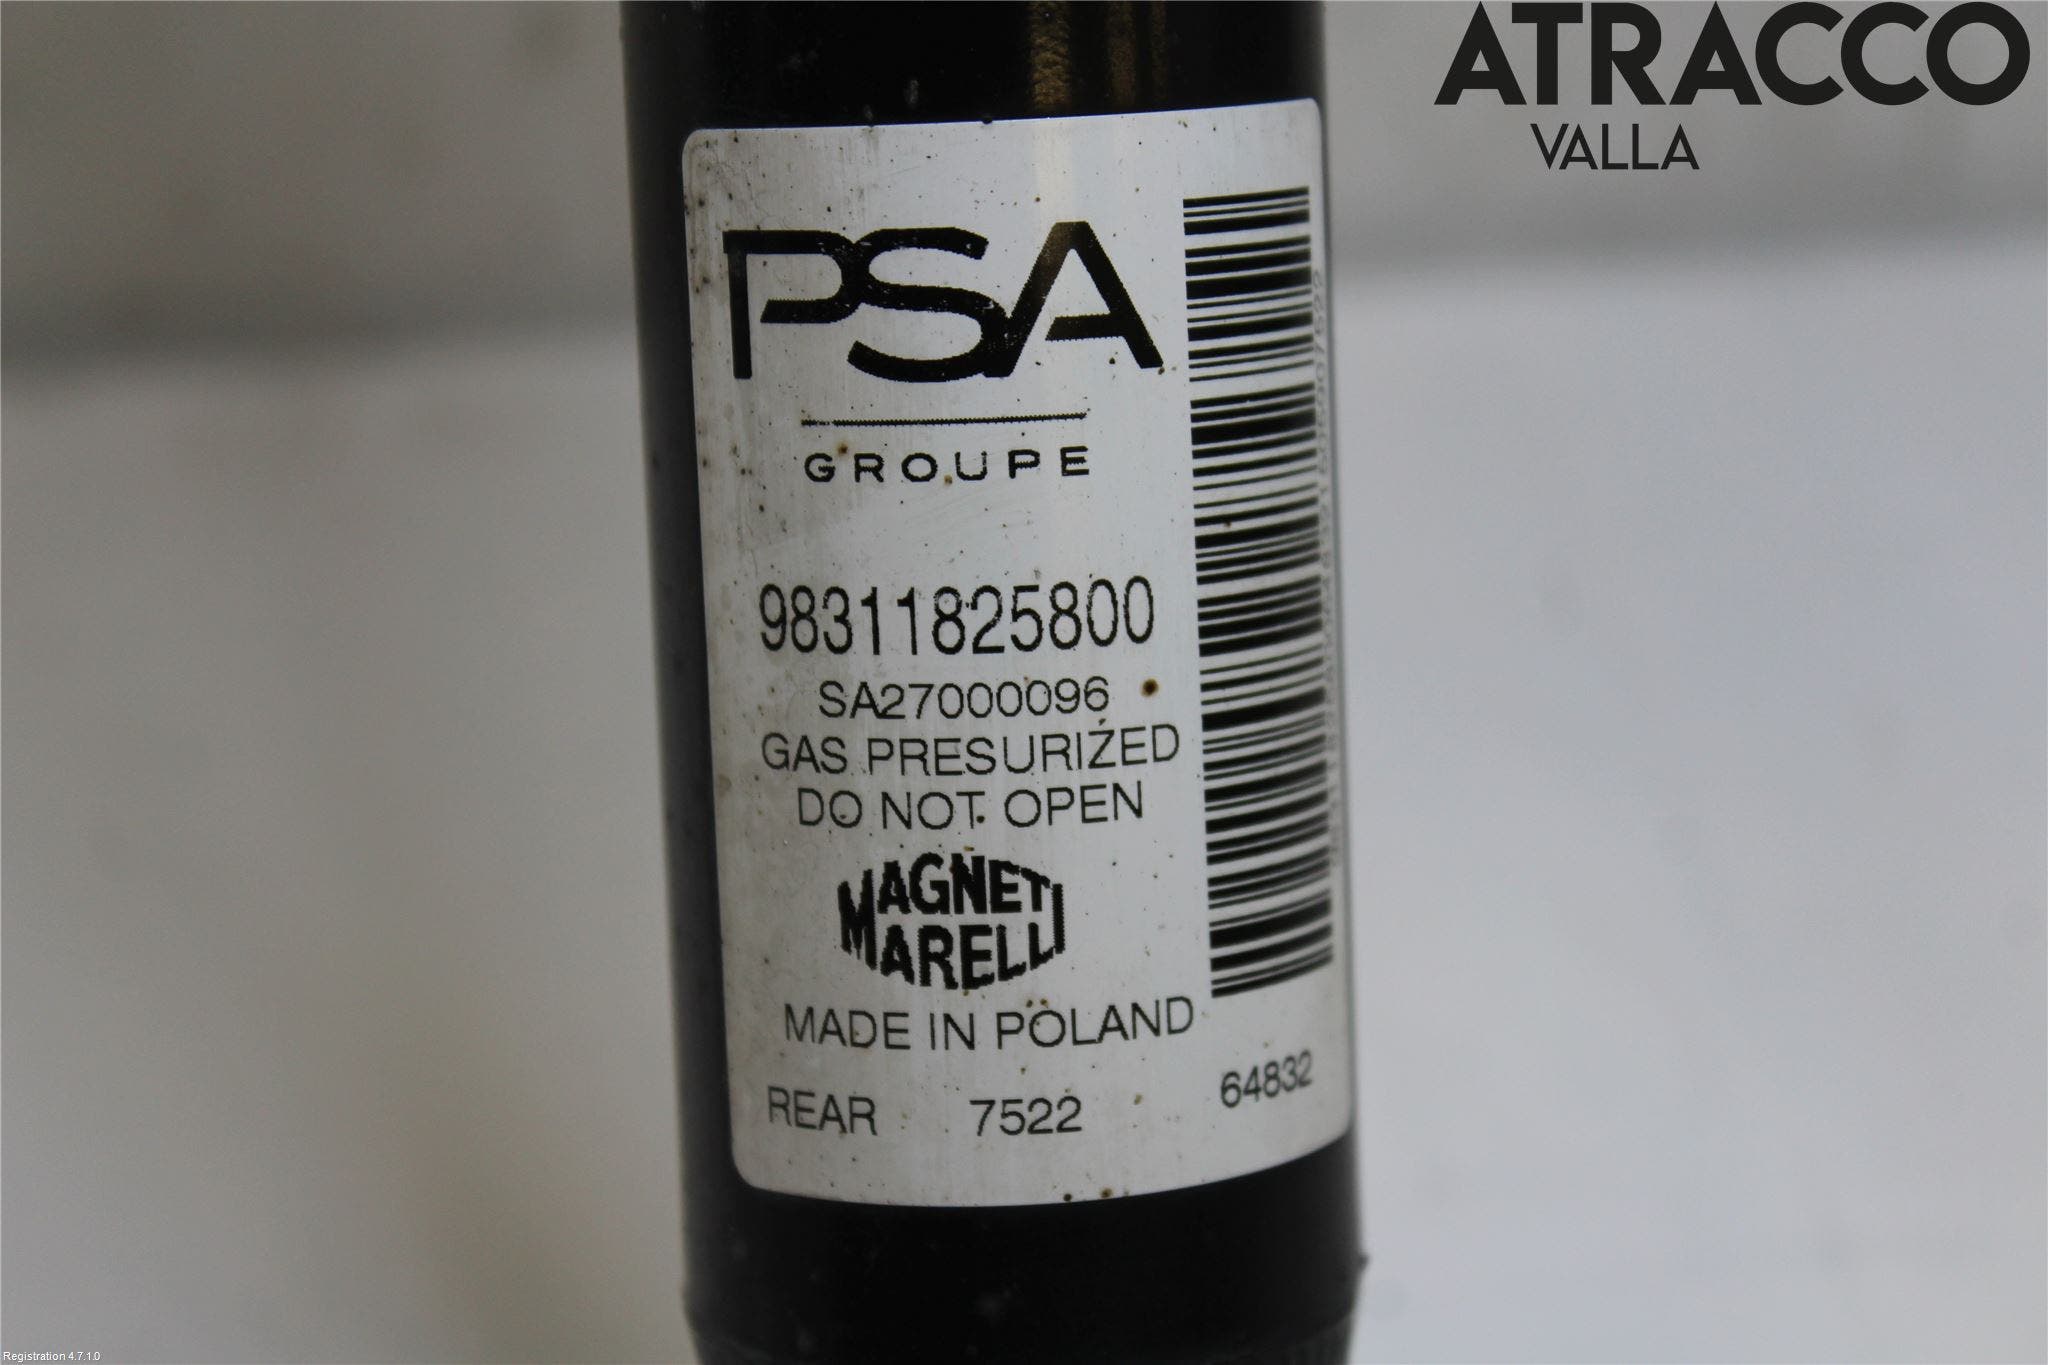 ATRACCO
VALLA
PSA
GROUPE
98311825800
SA27000096
GAS PRESURIZED
DO NOT OPEN
MAGNETI
MARELLI
MADE IN POLAND
REAR 7522 64832
Registration 4.7.1.0